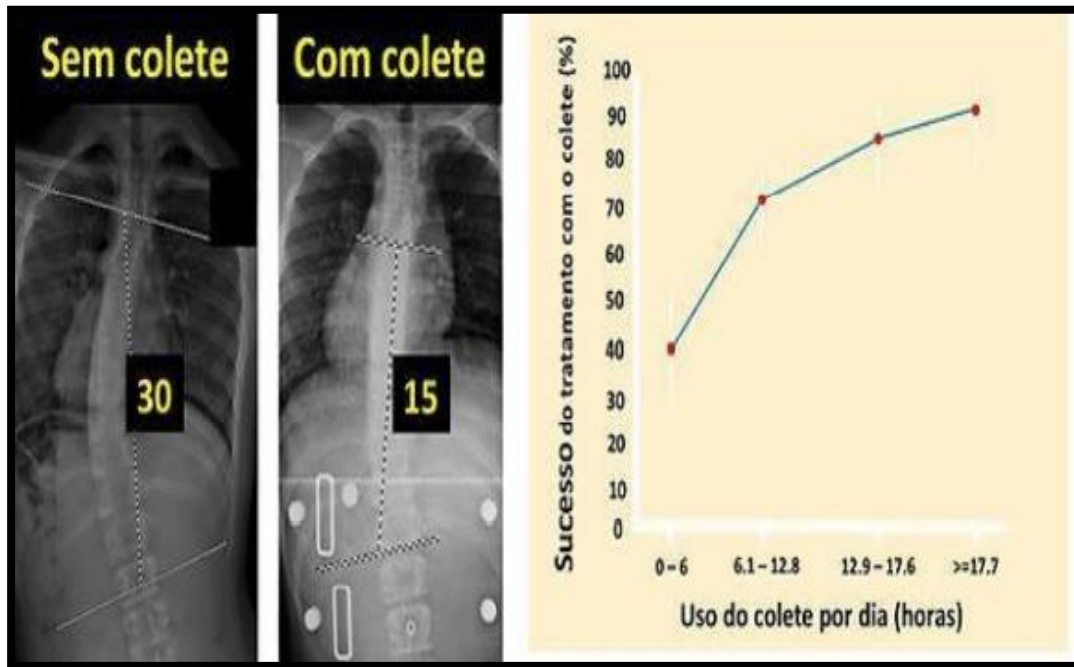 Sem colete
30
Com colete
15
Sucesso do tratamento com o colete (%)
100
90
80
70
60
50
40
30
20
10
0
0 – 6
6.1 – 12.8
12.9 – 17.6
>=17.7
Uso do colete por dia (horas)